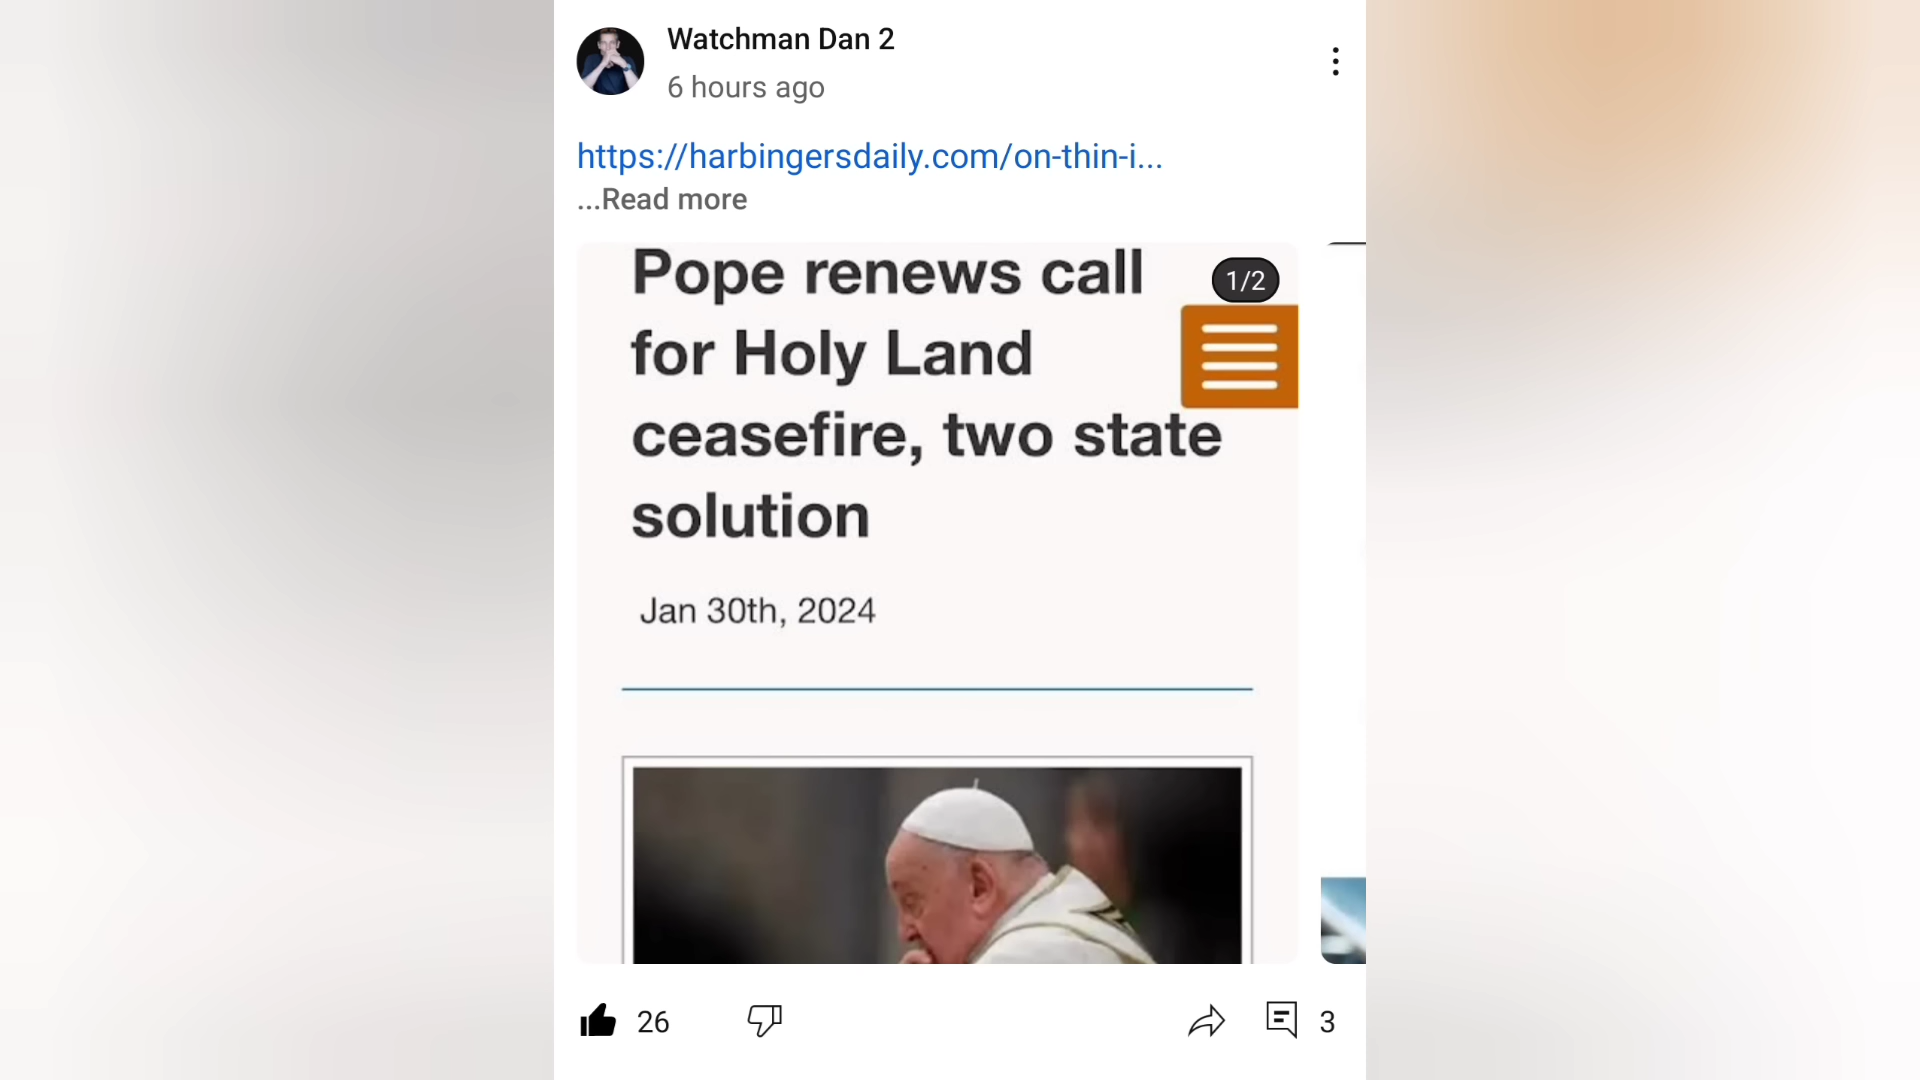 Watchman Dan 2
6 hours ago
https://harbingersdaily.com/on-thin-i...
...Read more
Pope renews call
1/2
for Holy Land
ceasefire, two state
solution
Jan 30th, 2024
26
3